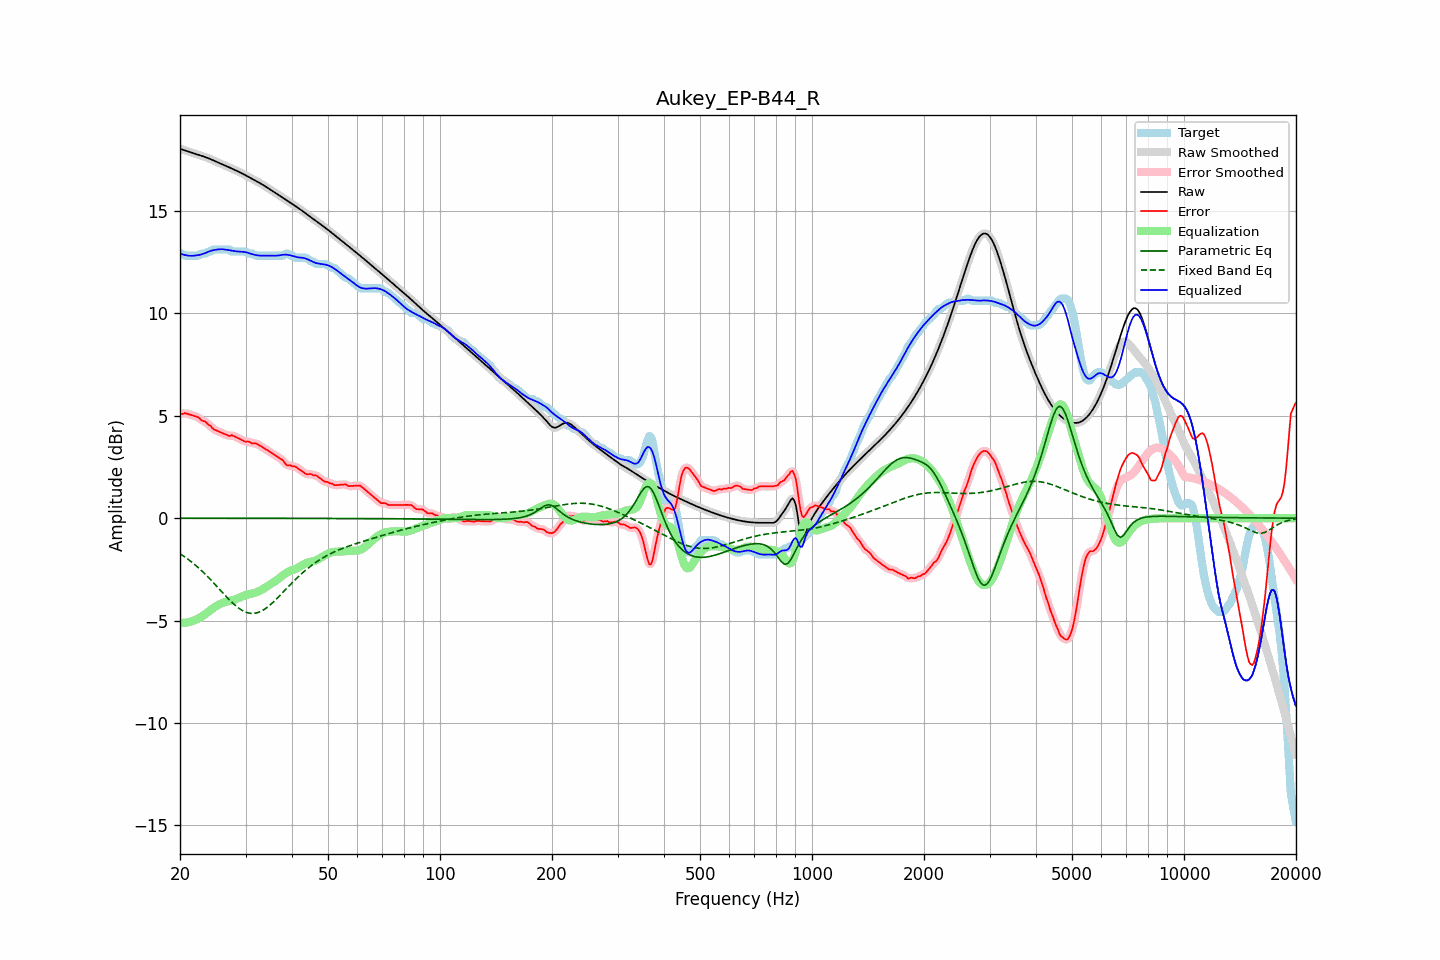 Aukey_EP-B44_R
Target
Raw Smoothed
Error Smoothed
Raw
Error
Equalization
Parametric Eq
Fixed Band Eq
Equalized
Amplitude (dBr)
15
10
5
0
−5
−10
−15
20 50 100 200 500 1000 2000 5000 10000 20000
Frequency (Hz)